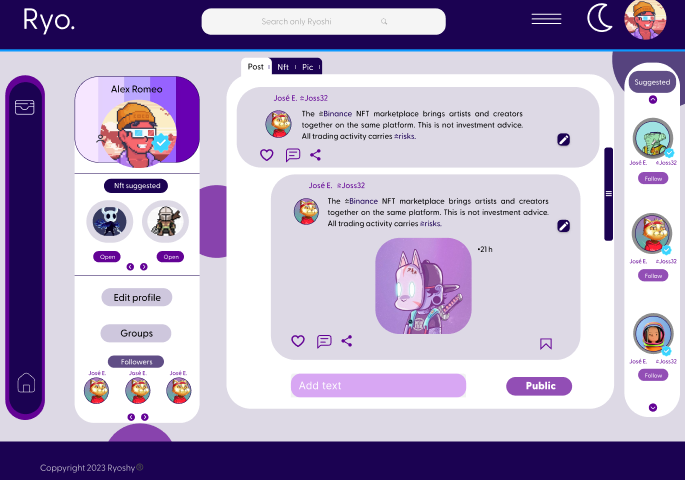 Ryo.
Search only Ryoshi
Post
Nft
Pic
Alex Romeo
Nft suggested
Open
Open
Edit profile
Groups
Followers
José E.
José E.
José E.
José E. #Joss32
The #Binance NFT marketplace brings artists and creators
together on the same platform. This is not investment advice.
All trading activity carries #risks.
José E. #Joss32
The #Binance NFT marketplace brings artists and creators
together on the same platform. This is not investment advice.
All trading activity carries #risks.
•21 h
Add text
Public
Suggested
José E. #Joss32
Follow
José E. #Joss32
Follow
José E. #Joss32
Follow
Coppyright 2023 Ryoshy